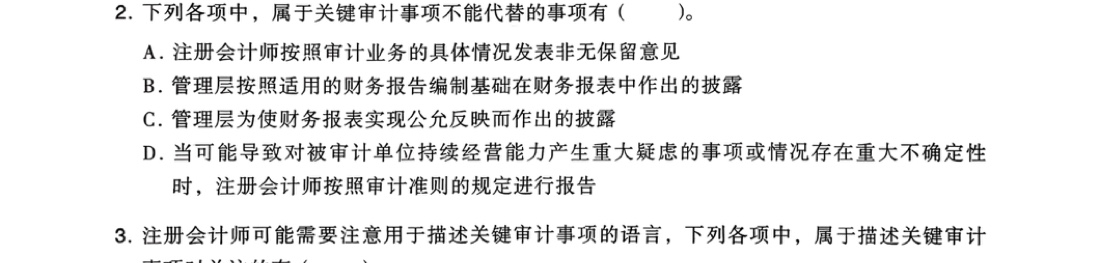 2. 下列各项中，属于关键审计事项不能代替的事项有（  ）。
A. 注册会计师按照审计业务的具体情况发表非无保留意见
B. 管理层按照适用的财务报告编制基础在财务报表中作出的披露
C. 管理层为使财务报表实现公允反映而作出的披露
D. 当可能导致对被审计单位持续经营能力产生重大疑虑的事项或情况存在重大不确定性
时，注册会计师按照审计准则的规定进行报告
3. 注册会计师可能需要注意用于描述关键审计事项的语言，下列各项中，属于描述关键审计